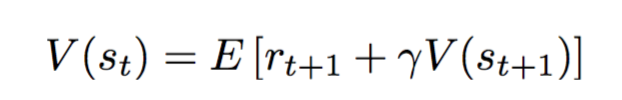 V(s_t) = E [r_{t+1} + γV(s_{t+1})]